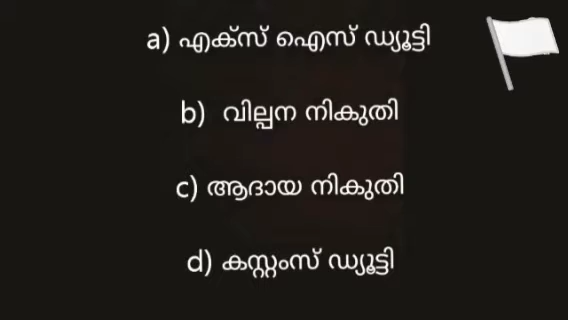 a) എക്സ് ഐസ് ഡ്യൂട്ടി
b) വില്പന നികുതി
c) ആദായ നികുതി
d) കസ്റ്റംസ് ഡ്യൂട്ടി